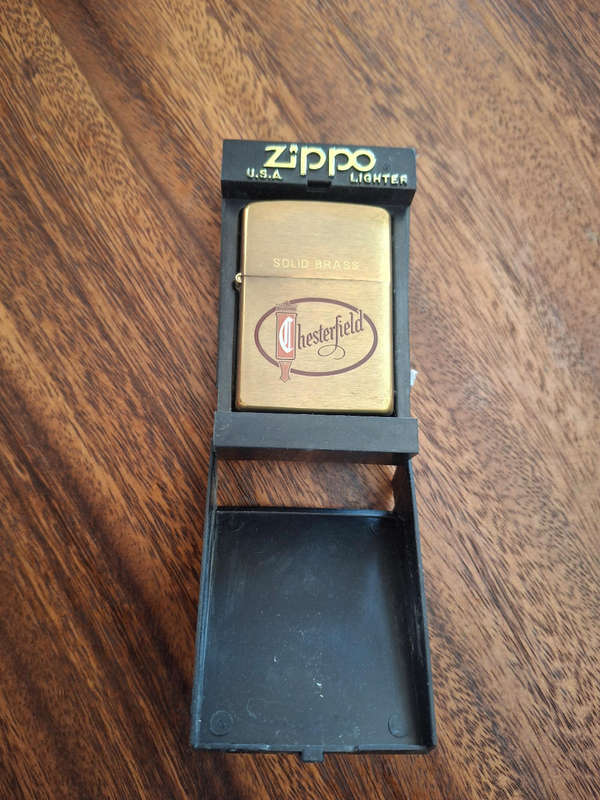 Zippo
U.S.A LIGHTER
SOLID BRASS
Chesterfield